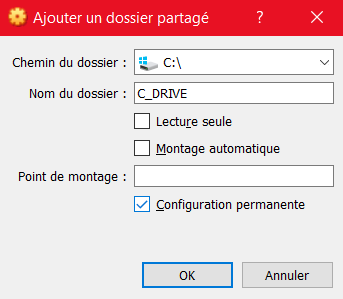 Ajouter un dossier partagé ?
Chemin du dossier : C:\
Nom du dossier : C_DRIVE
Lecture seule
Montage automatique
Point de montage :
Configuration permanente
OK Annuler